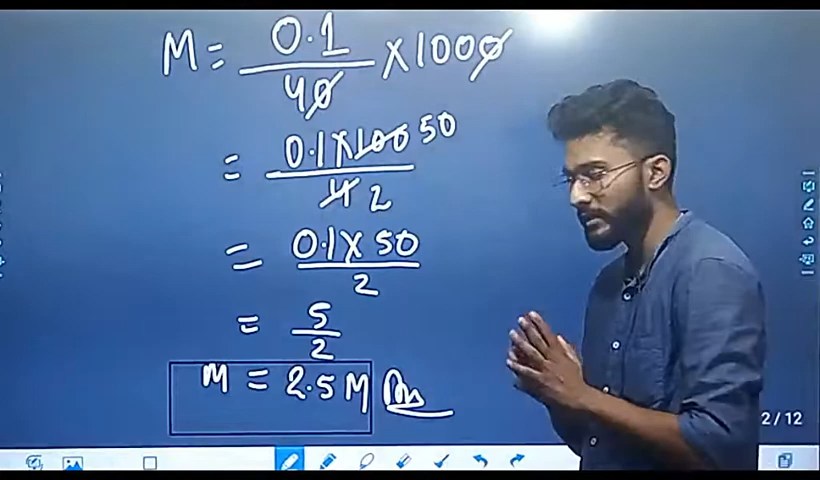 M = 0.1/40 × 1000
= 0.1 × 100 50/4 2
= 0.1 × 50/2
= 5/2
M = 2.5 M Ans
2 / 12